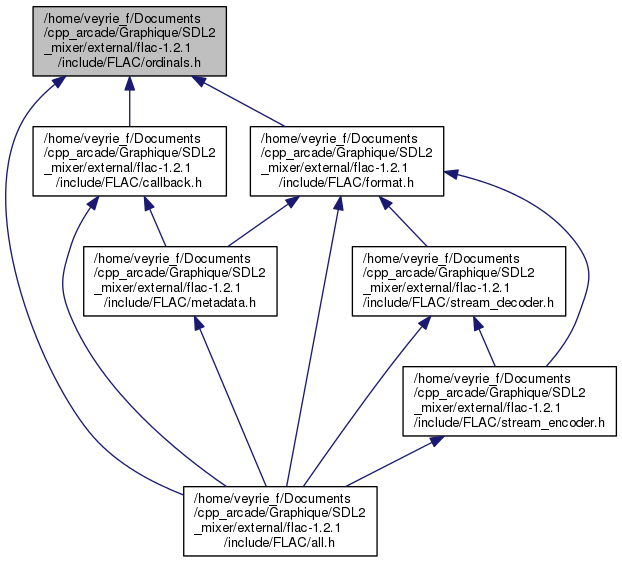 /home/veyrie_f/Documents
/cpp_arcade/Graphique/SDL2
_mixer/external/flac-1.2.1
/include/FLAC/ordinals.h
/home/veyrie_f/Documents
/cpp_arcade/Graphique/SDL2
_mixer/external/flac-1.2.1
/include/FLAC/callback.h
/home/veyrie_f/Documents
/cpp_arcade/Graphique/SDL2
_mixer/external/flac-1.2.1
/include/FLAC/format.h
/home/veyrie_f/Documents
/cpp_arcade/Graphique/SDL2
_mixer/external/flac-1.2.1
/include/FLAC/metadata.h
/home/veyrie_f/Documents
/cpp_arcade/Graphique/SDL2
_mixer/external/flac-1.2.1
/include/FLAC/stream_decoder.h
/home/veyrie_f/Documents
/cpp_arcade/Graphique/SDL2
_mixer/external/flac-1.2.1
/include/FLAC/stream_encoder.h
/home/veyrie_f/Documents
/cpp_arcade/Graphique/SDL2
_mixer/external/flac-1.2.1
/include/FLAC/all.h